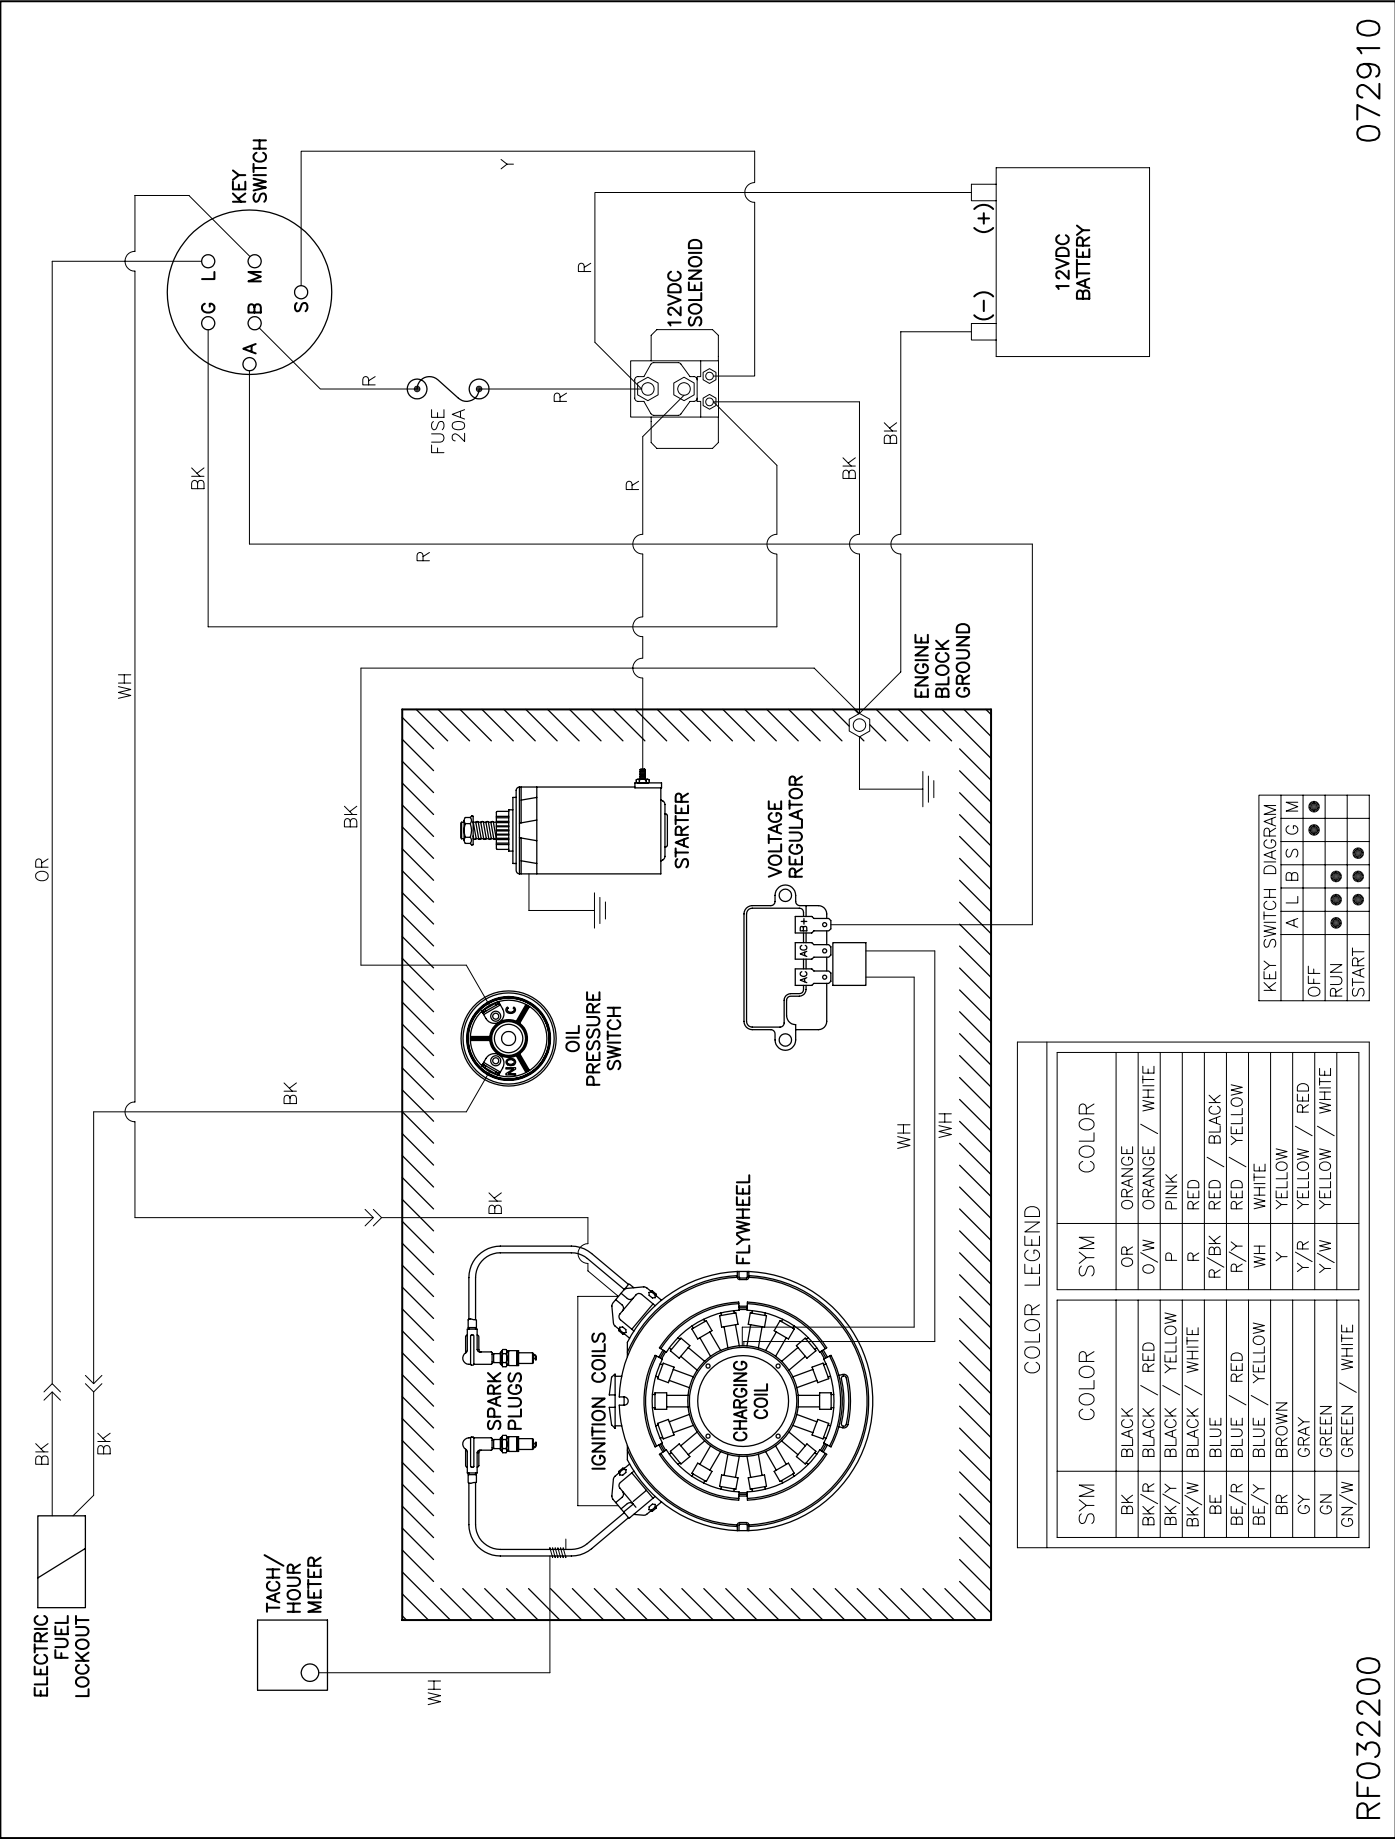 ELECTRIC
FUEL
LOCKOUT
BK
BK
OR
WH
BK
BK
TACH/
HOUR
METER
WH
KEY
SWITCH
G
L
B
M
A
S
BK
R
R
Y
FUSE
20A
R
R
R
12VDC
SOLENOID
BK
BK
(-)
(+)
12VDC
BATTERY
ENGINE
BLOCK
GROUND
STARTER
VOLTAGE
REGULATOR
AC
AC
B+
OIL
PRESSURE
SWITCH
NO
C
BK
SPARK
PLUGS
IGNITION COILS
FLYWHEEL
CHARGING
COIL
WH
WH
COLOR LEGEND
SYM COLOR SYM COLOR
BK BLACK OR ORANGE
BK/R BLACK / RED O/W ORANGE / WHITE
BK/Y BLACK / YELLOW P PINK
BK/W BLACK / WHITE R RED
BE BLUE R/BK RED / BLACK
BE/R BLUE / RED R/Y RED / YELLOW
BE/Y BLUE / YELLOW WH WHITE
BR BROWN Y YELLOW
GY GRAY Y/R YELLOW / RED
GN GREEN Y/W YELLOW / WHITE
GN/W GREEN / WHITE
KEY SWITCH DIAGRAM
A L B S G M
OFF
RUN
START
RF032200
072910